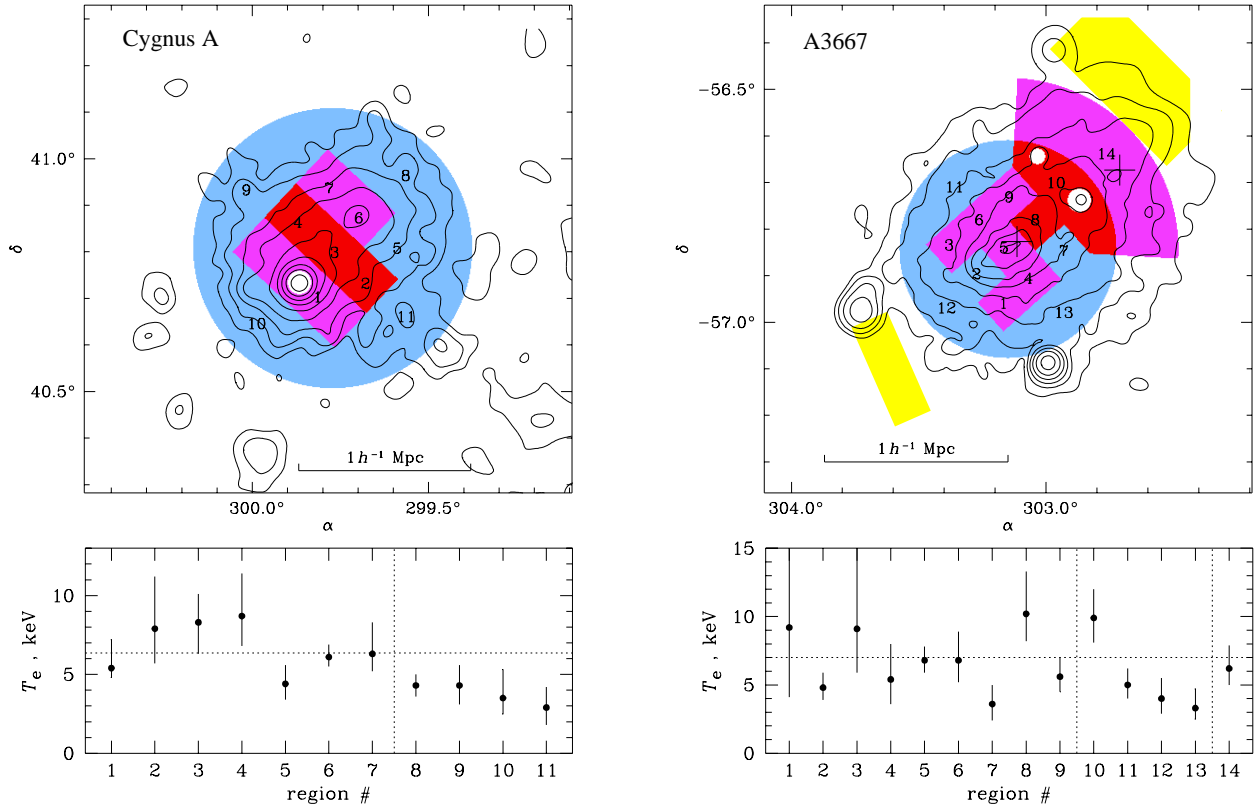 Cygnus A
41.0°
40.5°
δ
9
8
7
6
4
5
3
2
1
10
11
1 h⁻¹ Mpc
300.0°
299.5°
α
A3667
−56.5°
−57.0°
δ
14
10
11
9
6
8
3
5
7
2
4
12
1
13
1 h⁻¹ Mpc
304.0°
303.0°
α
10
5
0
Tₑ , keV
1 2 3 4 5 6 7 8 9 10 11
region #
15
10
5
0
Tₑ , keV
1 2 3 4 5 6 7 8 9 10 11 12 13 14
region #